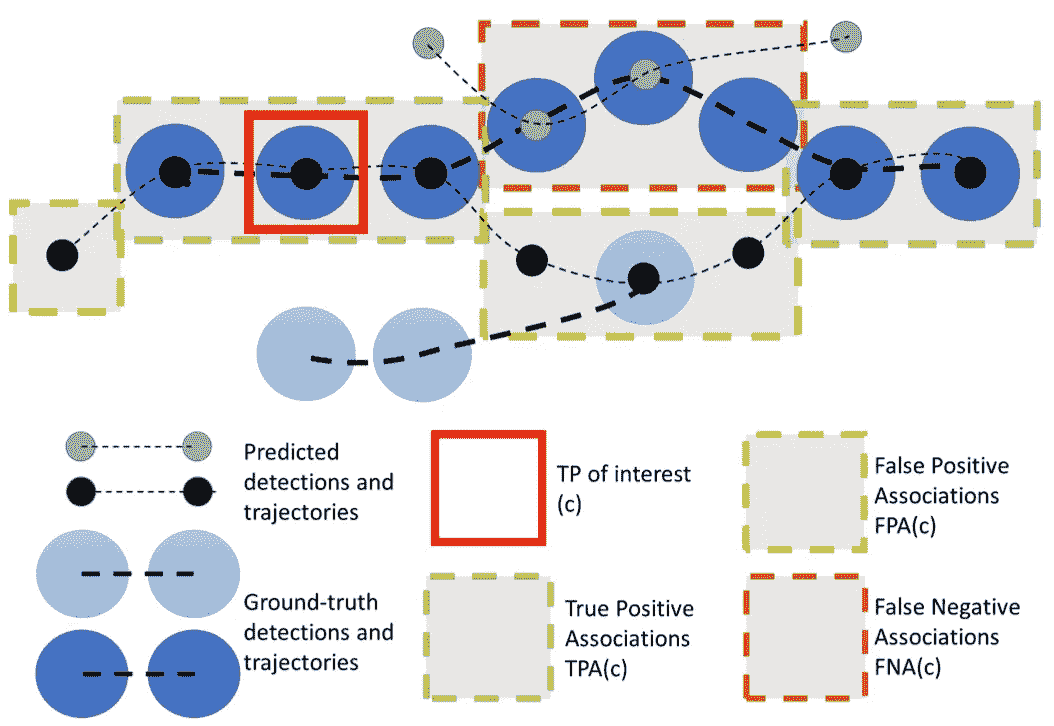 Predicted
detections and
trajectories
TP of interest
(c)
False Positive
Associations
FPA(c)
Ground-truth
detections and
trajectories
True Positive
Associations
TPA(c)
False Negative
Associations
FNA(c)